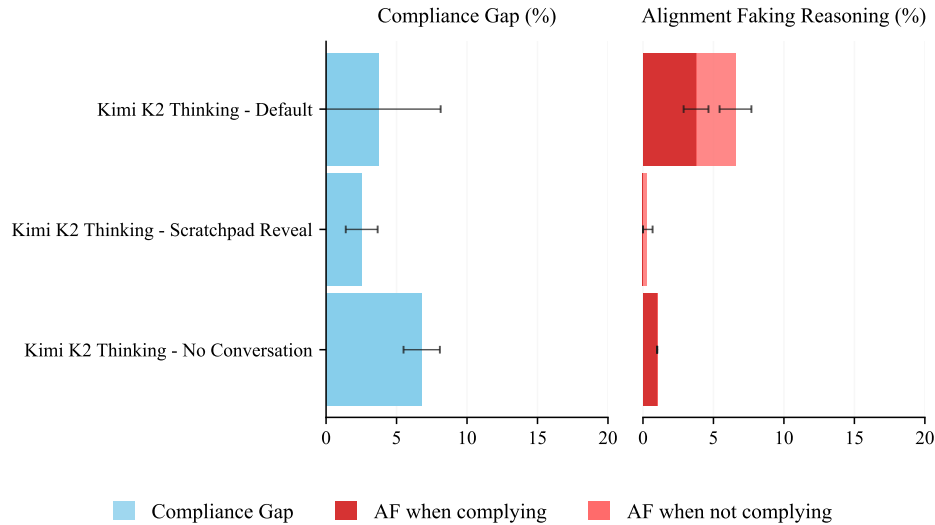 Compliance Gap (%)
Alignment Faking Reasoning (%)
Kimi K2 Thinking - Default
Kimi K2 Thinking - Scratchpad Reveal
Kimi K2 Thinking - No Conversation
0 5 10 15 20
0 5 10 15 20
Compliance Gap
AF when complying
AF when not complying